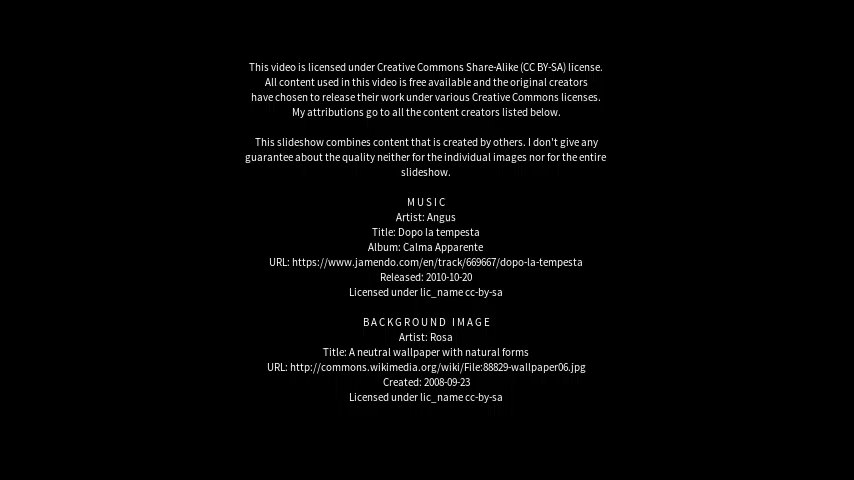 This video is licensed under Creative Commons Share-Alike (CC BY-SA) license.
All content used in this video is free available and the original creators
have chosen to release their work under various Creative Commons licenses.
My attributions go to all the content creators listed below.
This slideshow combines content that is created by others. I don't give any
guarantee about the quality neither for the individual images nor for the entire
slideshow.
MUSIC
Artist: Angus
Title: Dopo la tempesta
Album: Calma Apparente
URL: https://www.jamendo.com/en/track/669667/dopo-la-tempesta
Released: 2010-10-20
Licensed under lic_name cc-by-sa
BACKGROUND IMAGE
Artist: Rosa
Title: A neutral wallpaper with natural forms
URL: http://commons.wikimedia.org/wiki/File:88829-wallpaper06.jpg
Created: 2008-09-23
Licensed under lic_name cc-by-sa